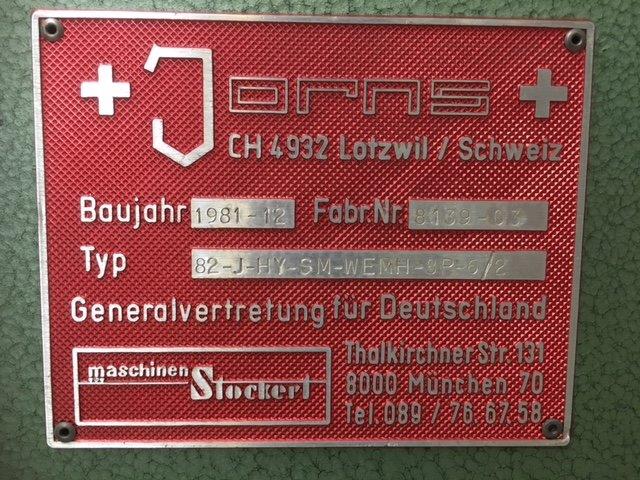 Jorns
CH 4932 Lotzwil / Schweiz
Baujahr 1981-12 Fabr.Nr. 8139-03
Typ 82-J-HY-SM-WEMH-SP-6/2
Generalvertretung für Deutschland
maschinen Stockert
Thalkirchner Str. 131
8000 München 70
Tel 089 / 76 67 58